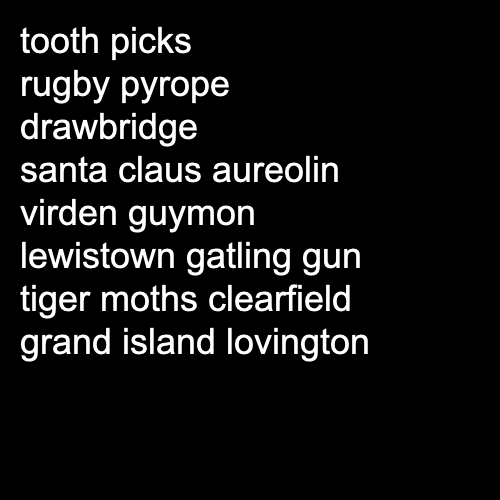 tooth picks
rugby pyrope
drawbridge
santa claus aureolin
virden guymon
lewistown gatling gun
tiger moths clearfield
grand island lovington